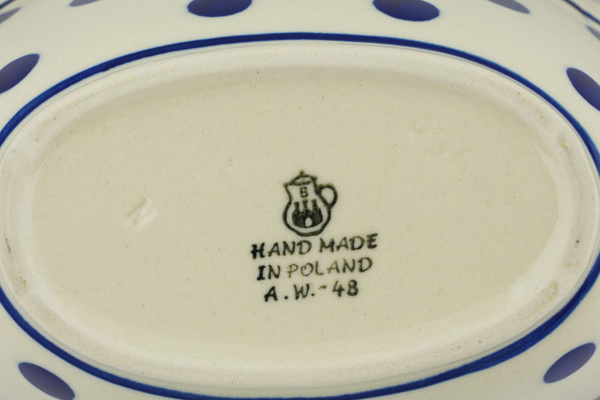 B
HAND MADE
IN POLAND
A.W.-48
N